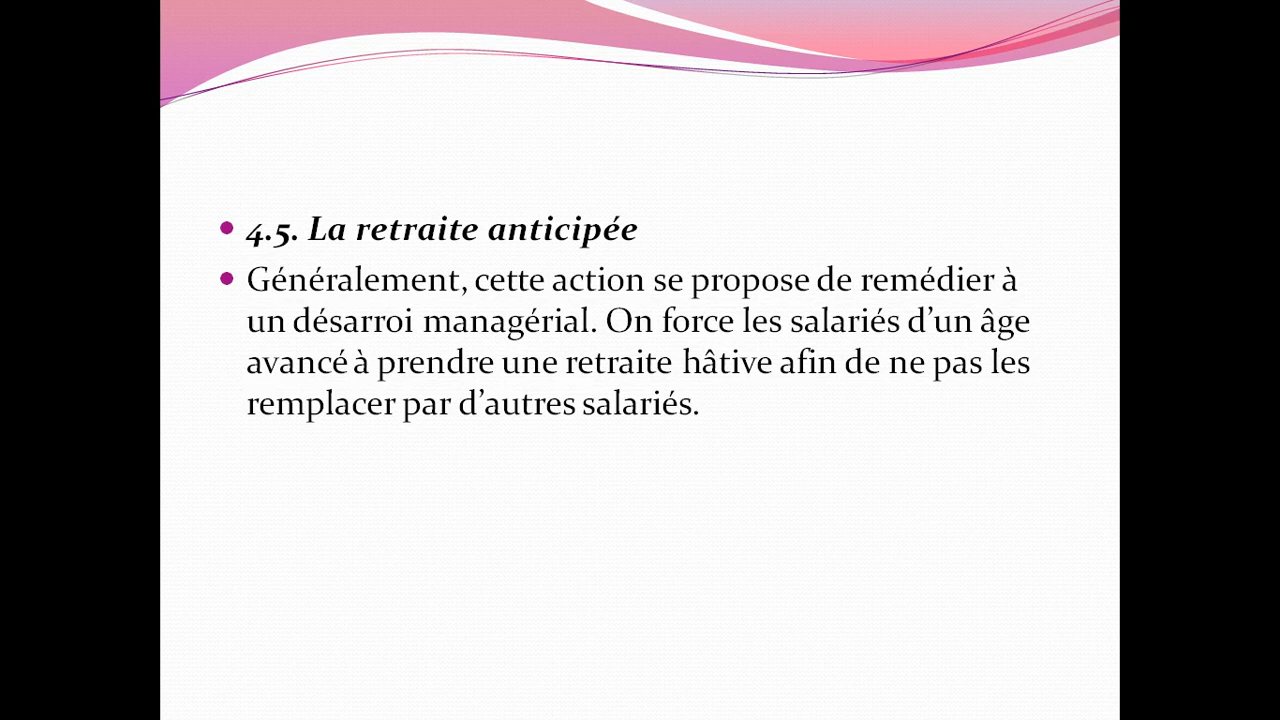 4.5. La retraite anticipée
Généralement, cette action se propose de remédier à
un désarroi managérial. On force les salariés d’un âge
avancé à prendre une retraite hâtive afin de ne pas les
remplacer par d’autres salariés.